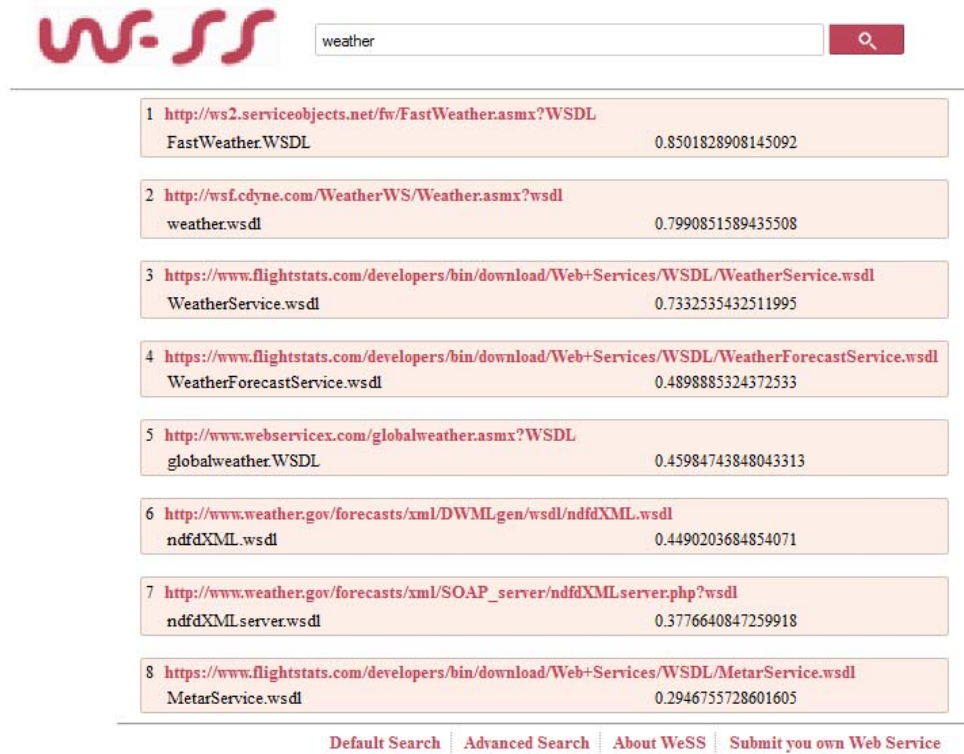 WeSS
weather
1 http://ws2.serviceobjects.net/fw/FastWeather.asmx?WSDL
FastWeather.WSDL 0.8501828908145092
2 http://wsf.cdyne.com/WeatherWS/Weather.asmx?wsdl
weather.wsdl 0.7990851589435508
3 https://www.flightstats.com/developers/bin/download/Web+Services/WSDL/WeatherService.wsdl
WeatherService.wsdl 0.7332535432511995
4 https://www.flightstats.com/developers/bin/download/Web+Services/WSDL/WeatherForecastService.wsdl
WeatherForecastService.wsdl 0.4898885324372533
5 http://www.webservicex.com/globalweather.asmx?WSDL
globalweather.WSDL 0.45984743848043313
6 http://www.weather.gov/forecasts/xml/DWMLgen/wsdl/ndfdXML.wsdl
ndfdXML.wsdl 0.4490203684854071
7 http://www.weather.gov/forecasts/xml/SOAP_server/ndfdXMLserver.php?wsdl
ndfdXMLserver.wsdl 0.3776640847259918
8 https://www.flightstats.com/developers/bin/download/Web+Services/WSDL/MetarService.wsdl
MetarService.wsdl 0.2946755728601605
Default Search Advanced Search About WeSS Submit you own Web Service